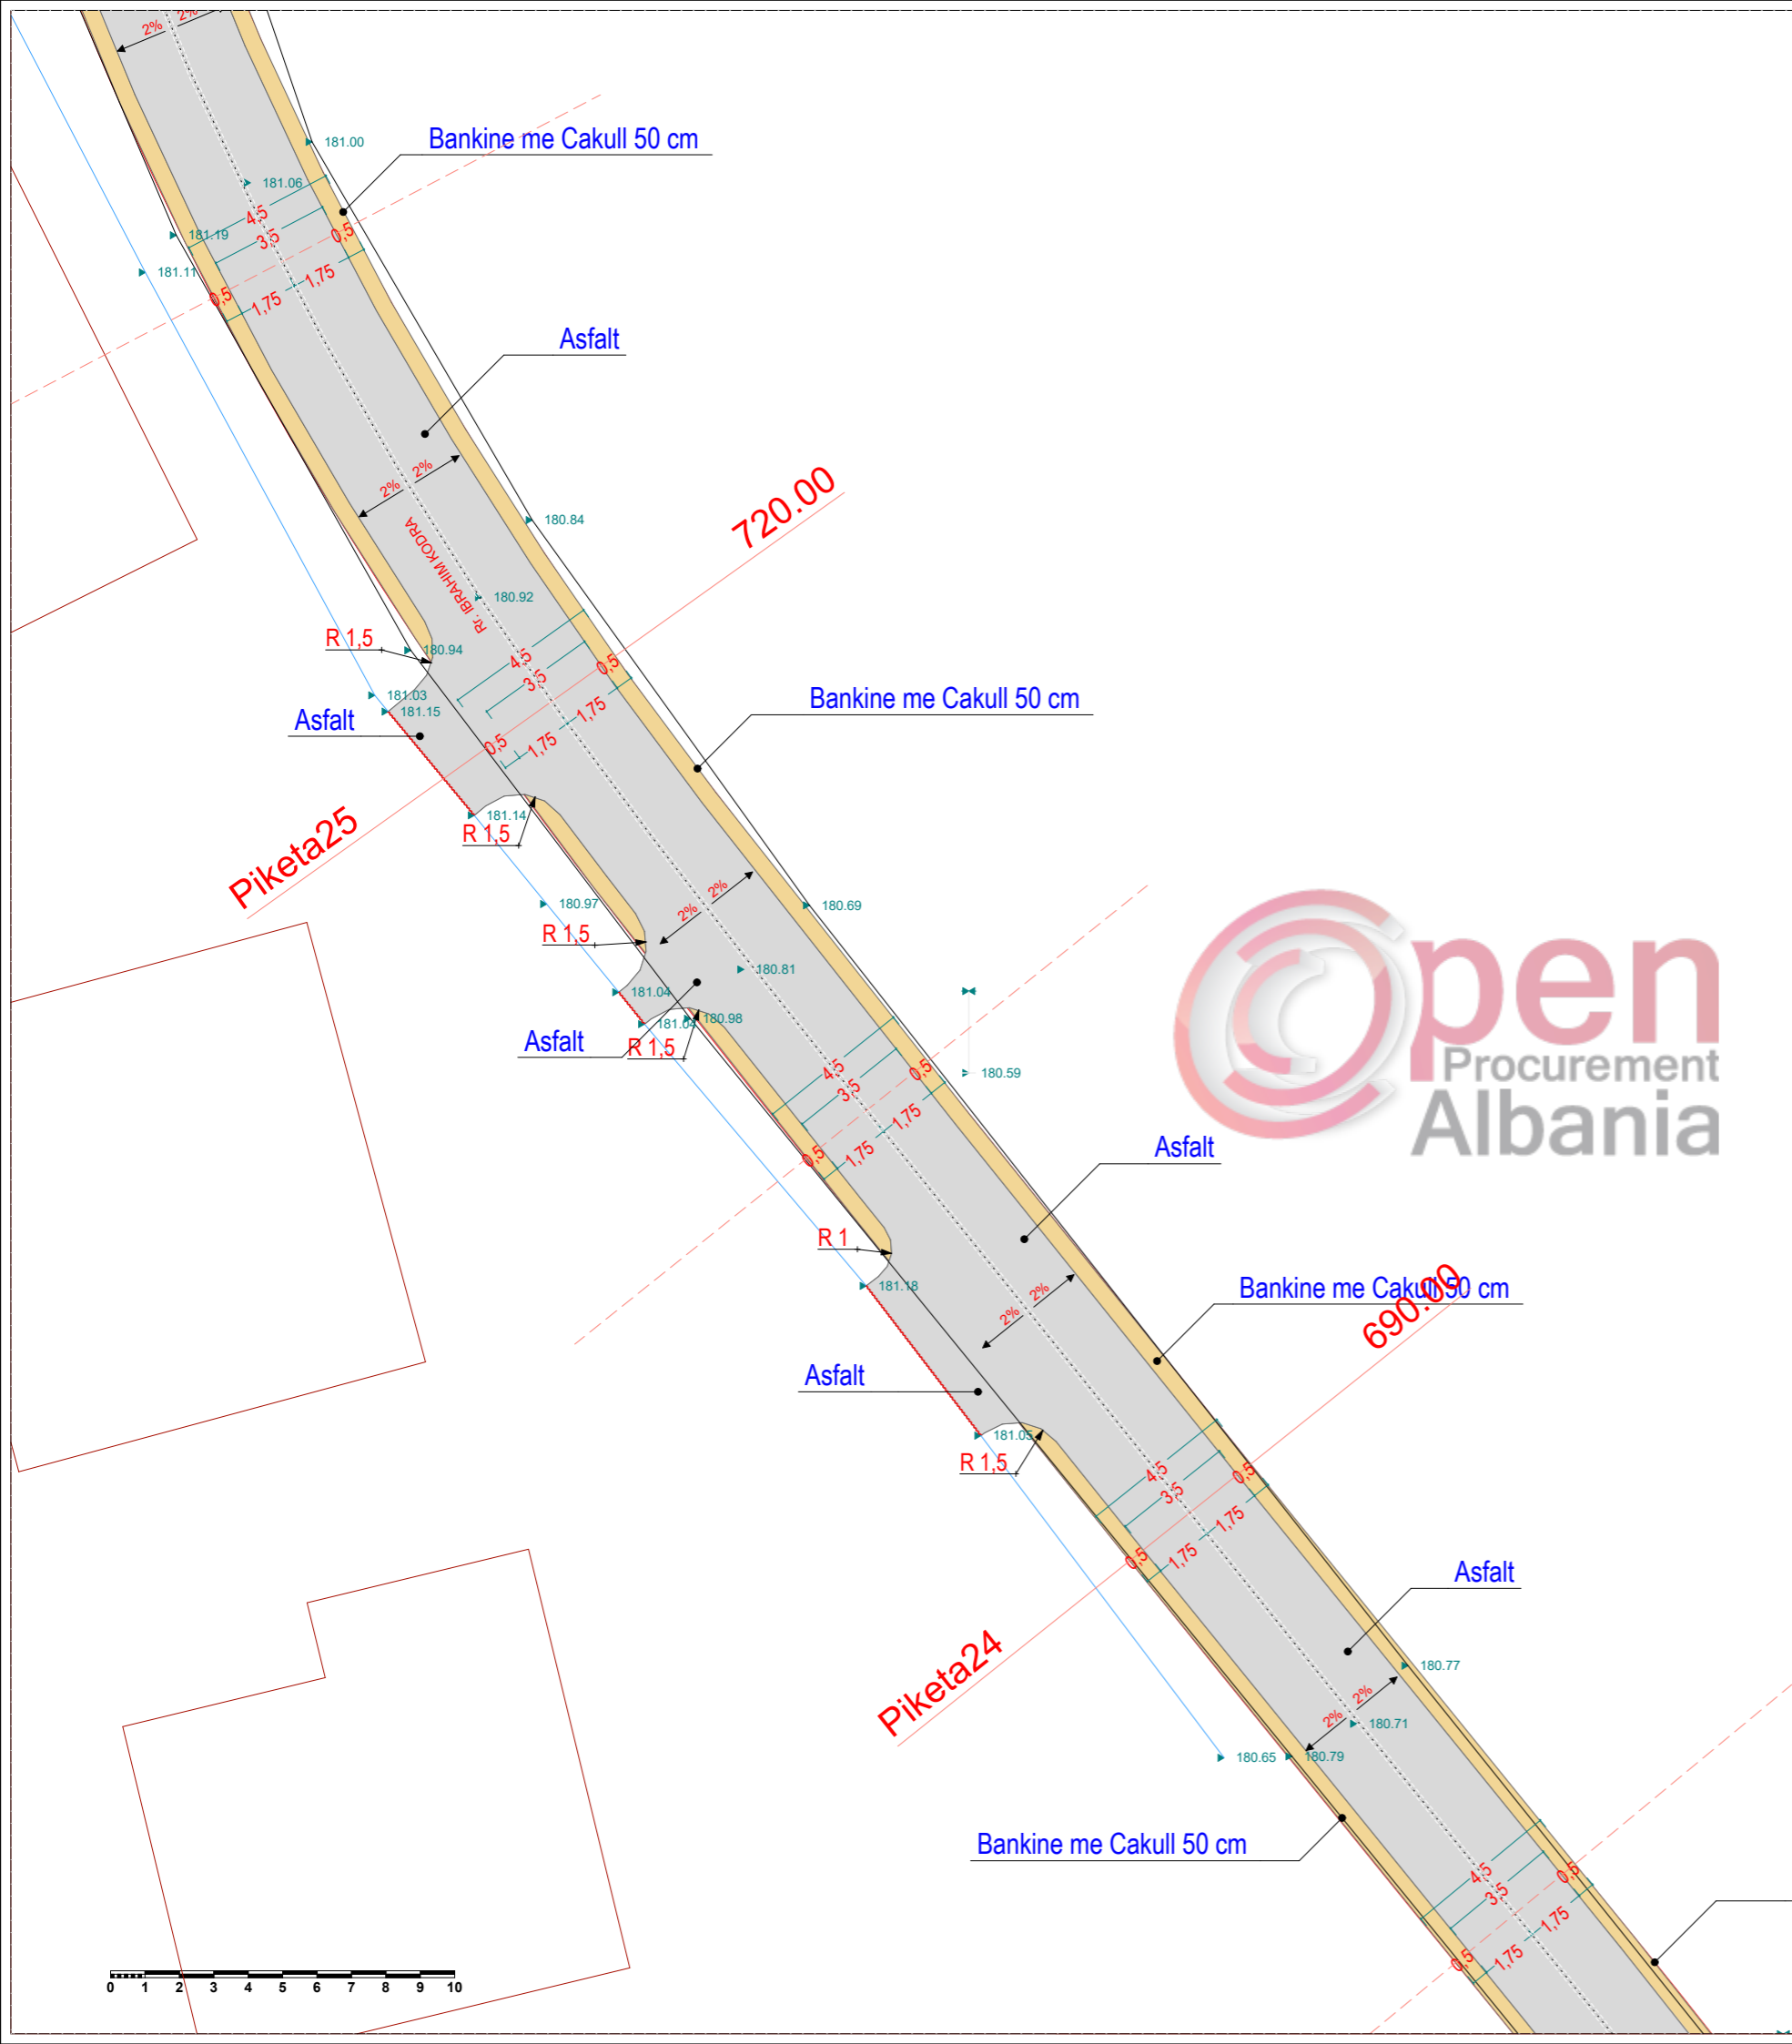 2% 2%
181.00
Bankine me Cakull 50 cm
181.06
4,5
3,5
0,5
181.19
181.11
0,5
1,75
1,75
Asfalt
2% 2%
720.00
180.84
Rr. IBRAHIM KODRA
180.92
R 1,5
180.94
4,5
3,5
0,5
181.03
181.15
Asfalt
Bankine me Cakull 50 cm
0,5
1,75
1,75
181.14
R 1,5
Piketa25
2% 2%
180.97
180.69
R 1,5
180.81
181.04
181.04
180.98
Asfalt
R 1,5
180.59
4,5
3,5
0,5
0,5
1,75
1,75
Open
Procurement
Albania
Asfalt
R 1
181.18
2% 2%
Bankine me Cakull 50 cm
690.00
Asfalt
181.05
R 1,5
4,5
3,5
0,5
0,5
1,75
1,75
Asfalt
Piketa24
180.77
2% 2%
180.71
180.65
180.79
Bankine me Cakull 50 cm
4,5
3,5
0,5
0,5
1,75
1,75
0 1 2 3 4 5 6 7 8 9 10